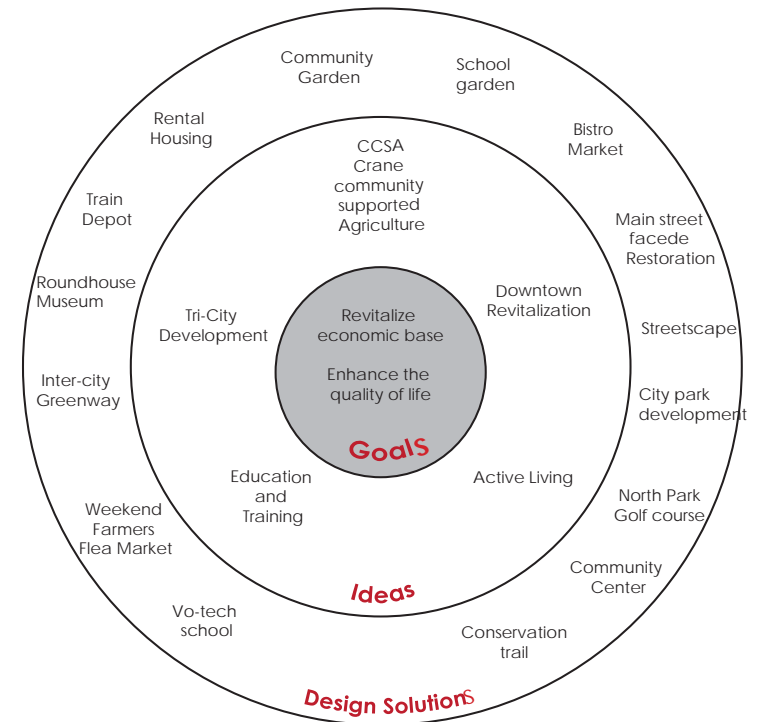 Community
Garden
School
garden
Rental
Housing
Bistro
Market
CCSA
Crane
community
supported
Agriculture
Train
Depot
Main street
facede
Restoration
Roundhouse
Museum
Tri-City
Development
Revitalize
economic base
Downtown
Revitalization
Streetscape
Inter-city
Greenway
Enhance the
quality of life
City park
development
Goals
Education
and
Training
Active Living
Weekend
Farmers
Flea Market
North Park
Golf course
Community
Center
Ideas
Vo-tech
school
Conservation
trail
Design Solutions